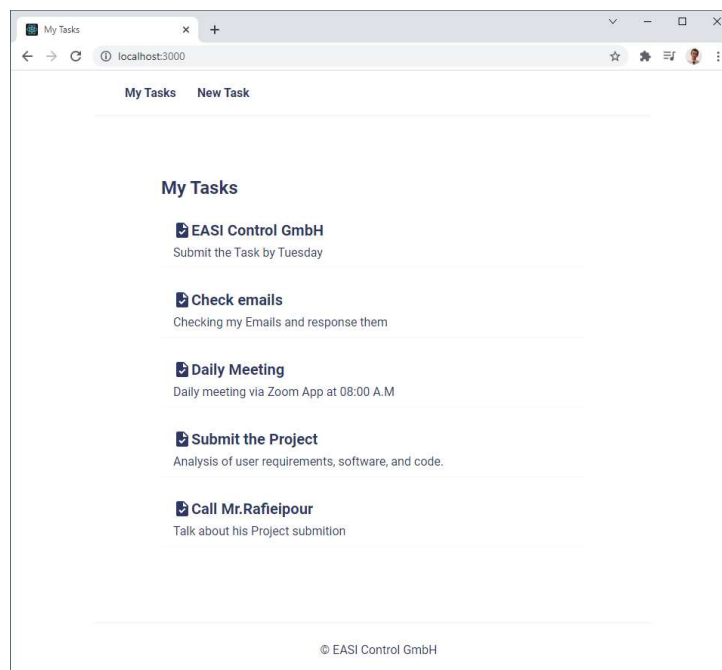 My Tasks
localhost:3000
My Tasks New Task
My Tasks
EASI Control GmbH
Submit the Task by Tuesday
Check emails
Checking my Emails and response them
Daily Meeting
Daily meeting via Zoom App at 08:00 A.M
Submit the Project
Analysis of user requirements, software, and code.
Call Mr.Rafieipour
Talk about his Project submition
© EASI Control GmbH